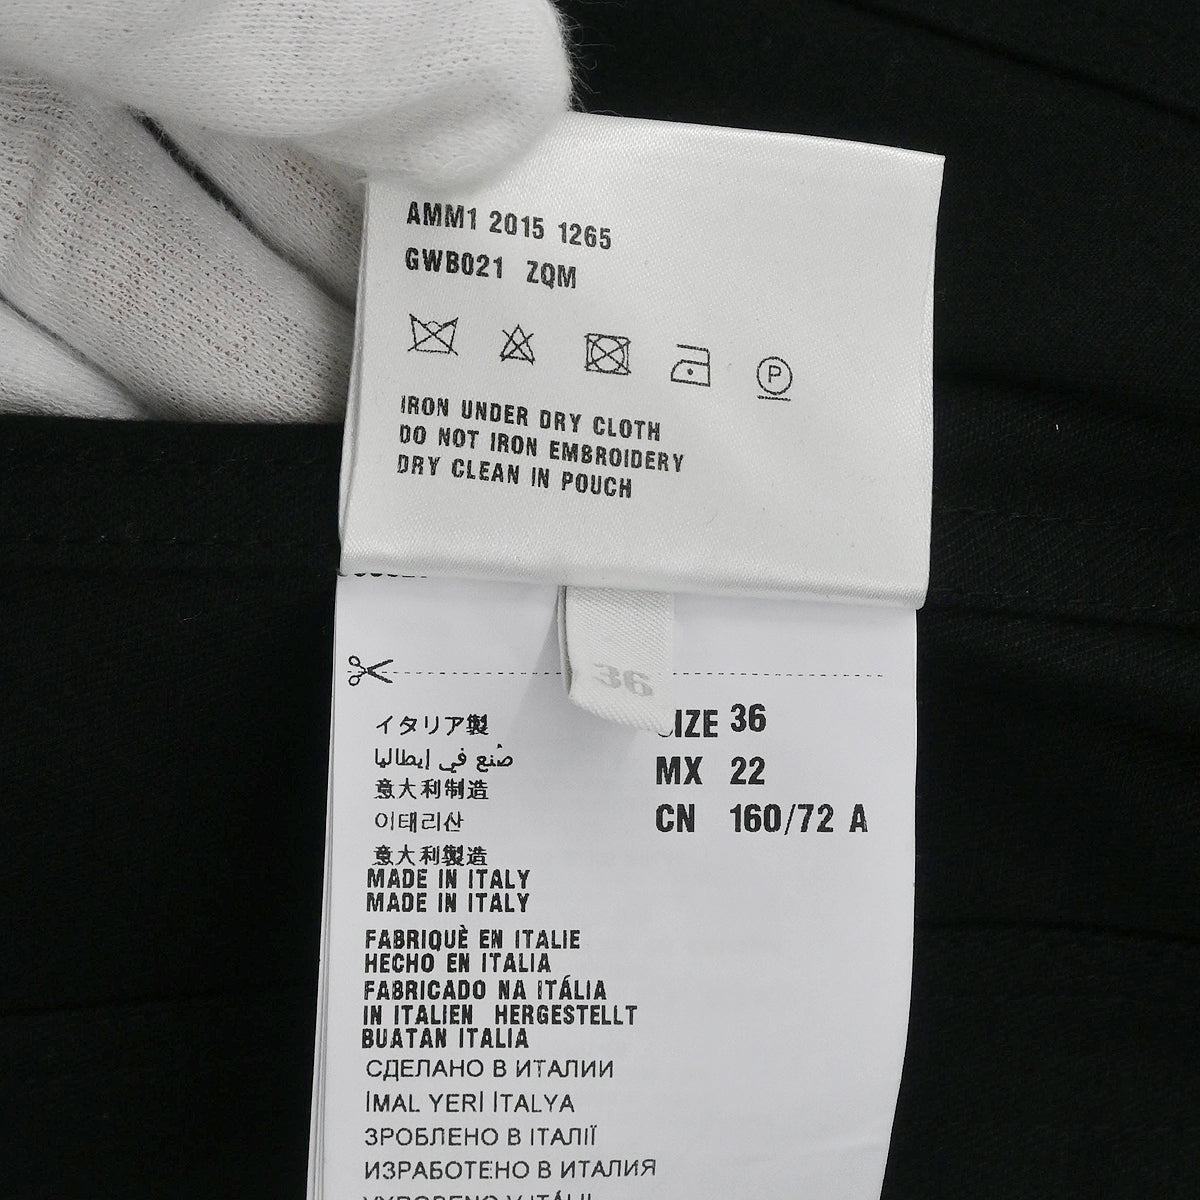 AMM1 2015 1265
GWB021 ZQM
P
IRON UNDER DRY CLOTH
DO NOT IRON EMBROIDERY
DRY CLEAN IN POUCH
36
SIZE 36
MX 22
CN 160/72 A
イタリア製
صُنع في إيطاليا
意大利制造
이태리산
意大利製造
MADE IN ITALY
MADE IN ITALY
FABRIQUÈ EN ITALIE
HECHO EN ITALIA
FABRICADO NA ITÁLIA
IN ITALIEN HERGESTELLT
BUATAN ITALIA
СДЕЛАНО В ИТАЛИИ
İMAL YERİ İTALYA
ЗРОБЛЕНО В ІТАЛІЇ
ИЗРАБОТЕНО В ИТАЛИЯ